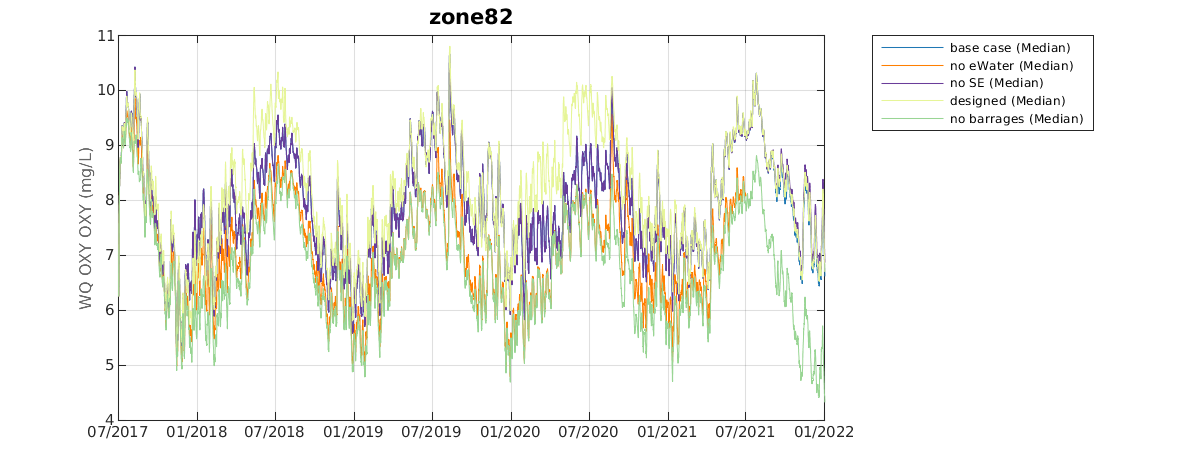 zone82
WQ OXY OXY (mg/L)
11
10
9
8
7
6
5
4
07/2017 01/2018 07/2018 01/2019 07/2019 01/2020 07/2020 01/2021 07/2021 01/2022
base case (Median)
no eWater (Median)
no SE (Median)
designed (Median)
no barrages (Median)